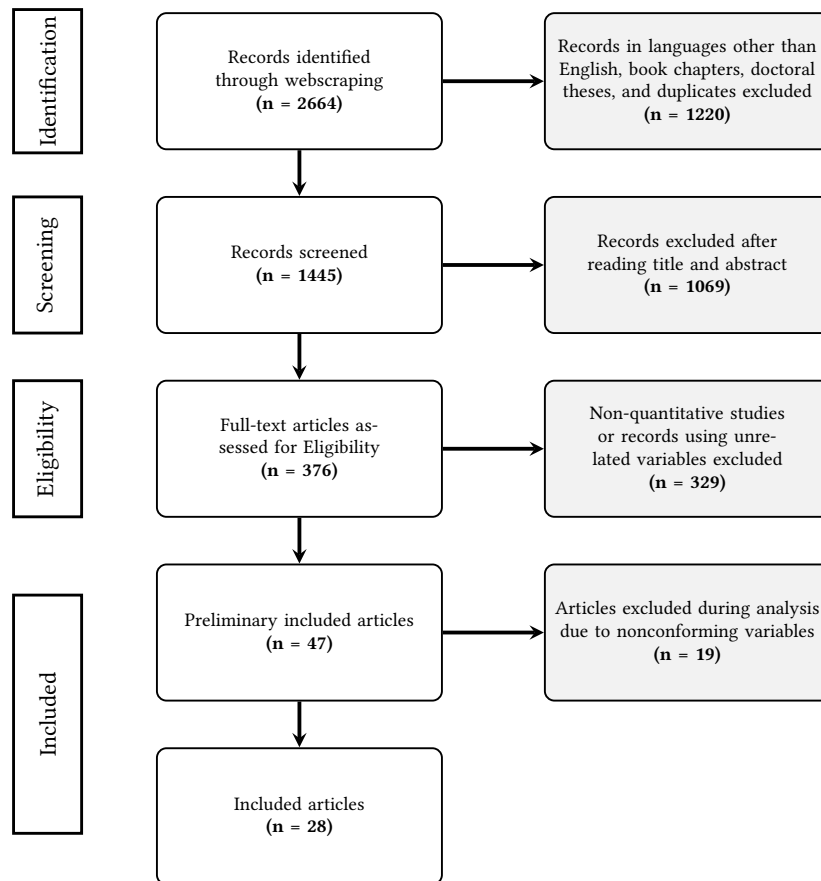 Identification
Records identified
through webscraping
(n = 2664)
Records in languages other than
English, book chapters, doctoral
theses, and duplicates excluded
(n = 1220)
Screening
Records screened
(n = 1445)
Records excluded after
reading title and abstract
(n = 1069)
Eligibility
Full-text articles as-
sessed for Eligibility
(n = 376)
Non-quantitative studies
or records using unre-
lated variables excluded
(n = 329)
Included
Preliminary included articles
(n = 47)
Articles excluded during analysis
due to nonconforming variables
(n = 19)
Included articles
(n = 28)